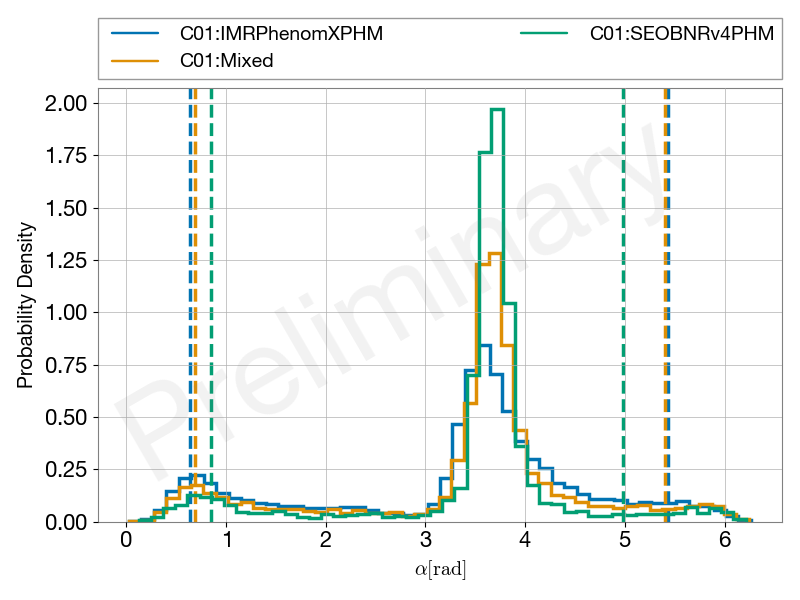 C01:IMRPhenomXPHM
C01:Mixed
C01:SEOBNRv4PHM
Preliminary
Probability Density
2.00
1.75
1.50
1.25
1.00
0.75
0.50
0.25
0.00
0 1 2 3 4 5 6
α[rad]